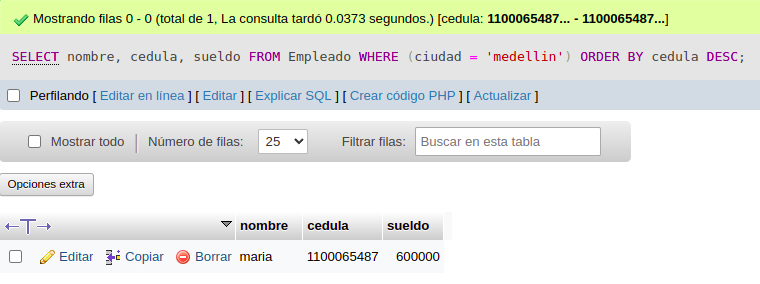 Mostrando filas 0 - 0 (total de 1, La consulta tardó 0.0373 segundos.) [cedula: 1100065487... - 1100065487...]
SELECT nombre, cedula, sueldo FROM Empleado WHERE (ciudad = 'medellin') ORDER BY cedula DESC;
Perfilando [ Editar en línea ] [ Editar ] [ Explicar SQL ] [ Crear código PHP ] [ Actualizar ]
Mostrar todo Número de filas: 25 Filtrar filas: Buscar en esta tabla
Opciones extra
nombre cedula sueldo
Editar Copiar Borrar maria 1100065487 600000